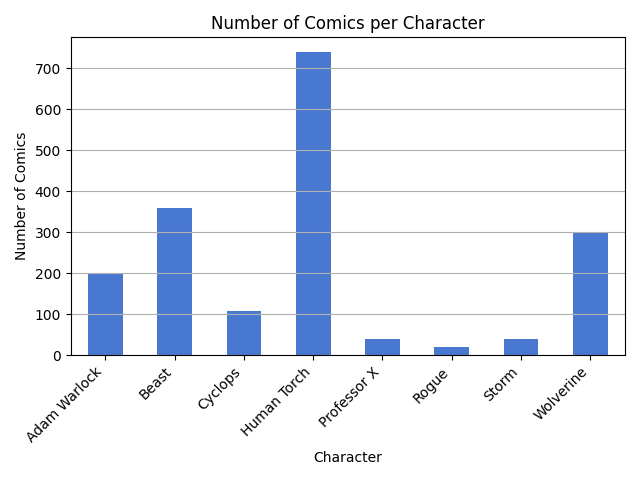 Number of Comics per Character
Number of Comics
700
600
500
400
300
200
100
0
Adam Warlock
Beast
Cyclops
Human Torch
Professor X
Rogue
Storm
Wolverine
Character